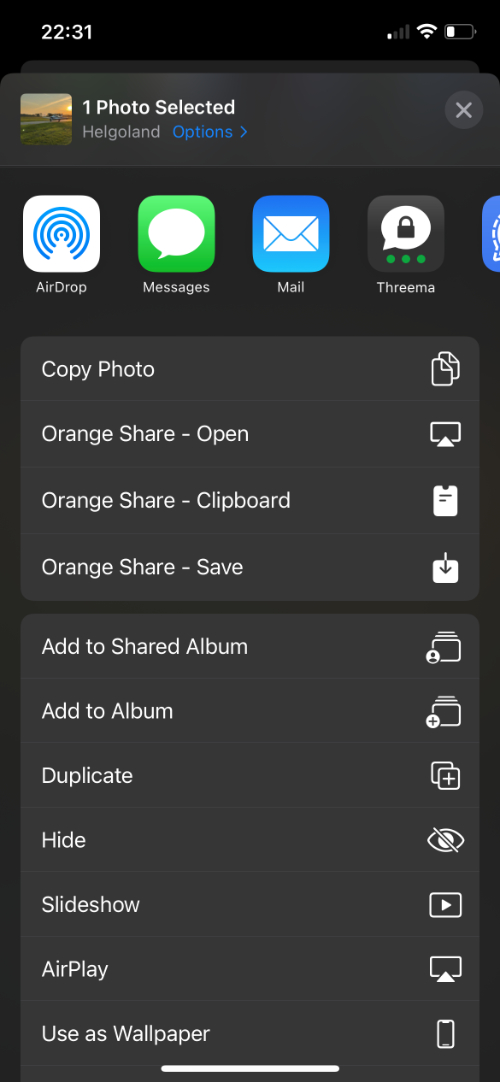 22:31
1 Photo Selected
Helgoland Options >
AirDrop Messages Mail Threema
Copy Photo
Orange Share - Open
Orange Share - Clipboard
Orange Share - Save
Add to Shared Album
Add to Album
Duplicate
Hide
Slideshow
AirPlay
Use as Wallpaper